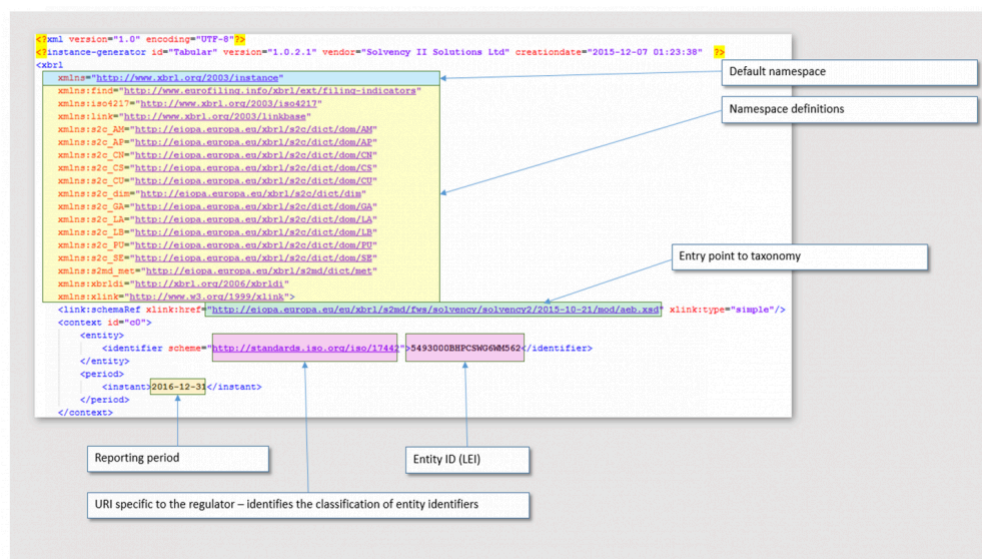 <?xml version="1.0" encoding="UTF-8"?>
<?instance-generator id="Tabular" version="1.0.2.1" vendor="Solvency II Solutions Ltd" creationdate="2015-12-07 01:23:38" ?>
<xbrl
xmlns="http://www.xbrl.org/2003/instance"
xmlns:find="http://www.eurofiling.info/xbrl/ext/filing-indicators"
xmlns:iso4217="http://www.xbrl.org/2003/iso4217"
xmlns:link="http://www.xbrl.org/2003/linkbase"
xmlns:s2c_AM="http://eiopa.europa.eu/xbrl/s2c/dict/dom/AM"
xmlns:s2c_AP="http://eiopa.europa.eu/xbrl/s2c/dict/dom/AP"
xmlns:s2c_CN="http://eiopa.europa.eu/xbrl/s2c/dict/dom/CN"
xmlns:s2c_CS="http://eiopa.europa.eu/xbrl/s2c/dict/dom/CS"
xmlns:s2c_CU="http://eiopa.europa.eu/xbrl/s2c/dict/dom/CU"
xmlns:s2c_dim="http://eiopa.europa.eu/xbrl/s2c/dict/dim"
xmlns:s2c_GA="http://eiopa.europa.eu/xbrl/s2c/dict/dom/GA"
xmlns:s2c_LA="http://eiopa.europa.eu/xbrl/s2c/dict/dom/LA"
xmlns:s2c_LB="http://eiopa.europa.eu/xbrl/s2c/dict/dom/LB"
xmlns:s2c_PU="http://eiopa.europa.eu/xbrl/s2c/dict/dom/PU"
xmlns:s2c_SE="http://eiopa.europa.eu/xbrl/s2c/dict/dom/SE"
xmlns:s2md_met="http://eiopa.europa.eu/xbrl/s2md/dict/met"
xmlns:xbrldi="http://xbrl.org/2006/xbrldi"
xmlns:xlink="http://www.w3.org/1999/xlink">
<link:schemaRef xlink:href="http://eiopa.europa.eu/eu/xbrl/s2md/fws/solvency/solvency2/2015-10-21/mod/aeb.xsd" xlink:type="simple"/>
<context id="c0">
<entity>
<identifier scheme="http://standards.iso.org/iso/17442">5493000BHPCSWG6WM562</identifier>
</entity>
<period>
<instant>2016-12-31</instant>
</period>
</context>
Default namespace
Namespace definitions
Entry point to taxonomy
Reporting period
Entity ID (LEI)
URI specific to the regulator – identifies the classification of entity identifiers